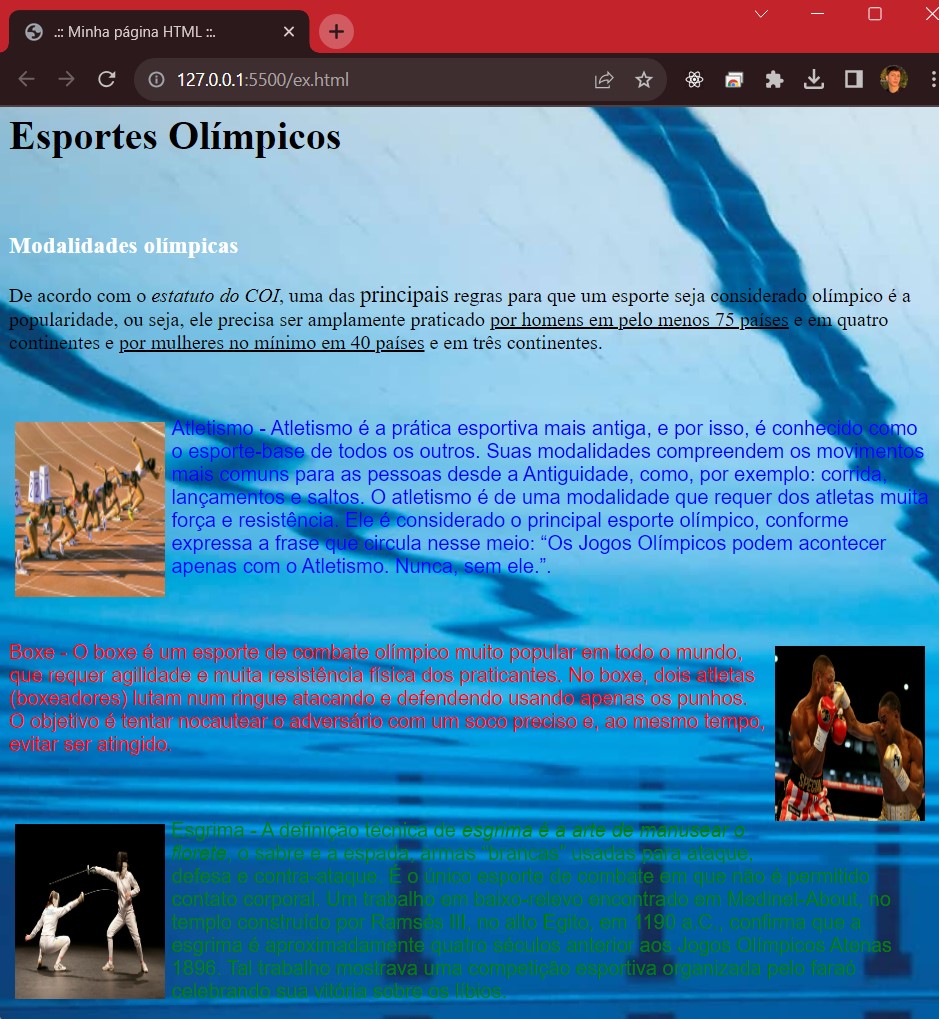 .:: Minha página HTML ::.
127.0.0.1:5500/ex.html
Esportes Olímpicos
Modalidades olímpicas
De acordo com o estatuto do COI, uma das principais regras para que um esporte seja considerado olímpico é a
popularidade, ou seja, ele precisa ser amplamente praticado por homens em pelo menos 75 países e em quatro
continentes e por mulheres no mínimo em 40 países e em três continentes.
Atletismo - Atletismo é a prática esportiva mais antiga, e por isso, é conhecido como
o esporte-base de todos os outros. Suas modalidades compreendem os movimentos
mais comuns para as pessoas desde a Antiguidade, como, por exemplo: corrida,
lançamentos e saltos. O atletismo é de uma modalidade que requer dos atletas muita
força e resistência. Ele é considerado o principal esporte olímpico, conforme
expressa a frase que circula nesse meio: “Os Jogos Olímpicos podem acontecer
apenas com o Atletismo. Nunca, sem ele.”.
Boxe - O boxe é um esporte de combate olímpico muito popular em todo o mundo,
que requer agilidade e muita resistência física dos praticantes. No boxe, dois atletas
(boxeadores) lutam num ringue atacando e defendendo usando apenas os punhos.
O objetivo é tentar nocautear o adversário com um soco preciso e, ao mesmo tempo,
evitar ser atingido.
Esgrima - A definição técnica de esgrima é a arte de manusear o
florete, o sabre e a espada, armas “brancas” usadas para ataque,
defesa e contra-ataque. É o único esporte de combate em que não é permitido
contato corporal. Um trabalho em baixo-relevo encontrado em Medinet-About, no
templo construído por Ramsés III, no alto Egito, em 1190 a.C., confirma que a
esgrima é aproximadamente quatro séculos anterior aos Jogos Olímpicos Atenas
1896. Tal trabalho mostrava uma competição esportiva organizada pelo faraó
celebrando sua vitória sobre os líbios.